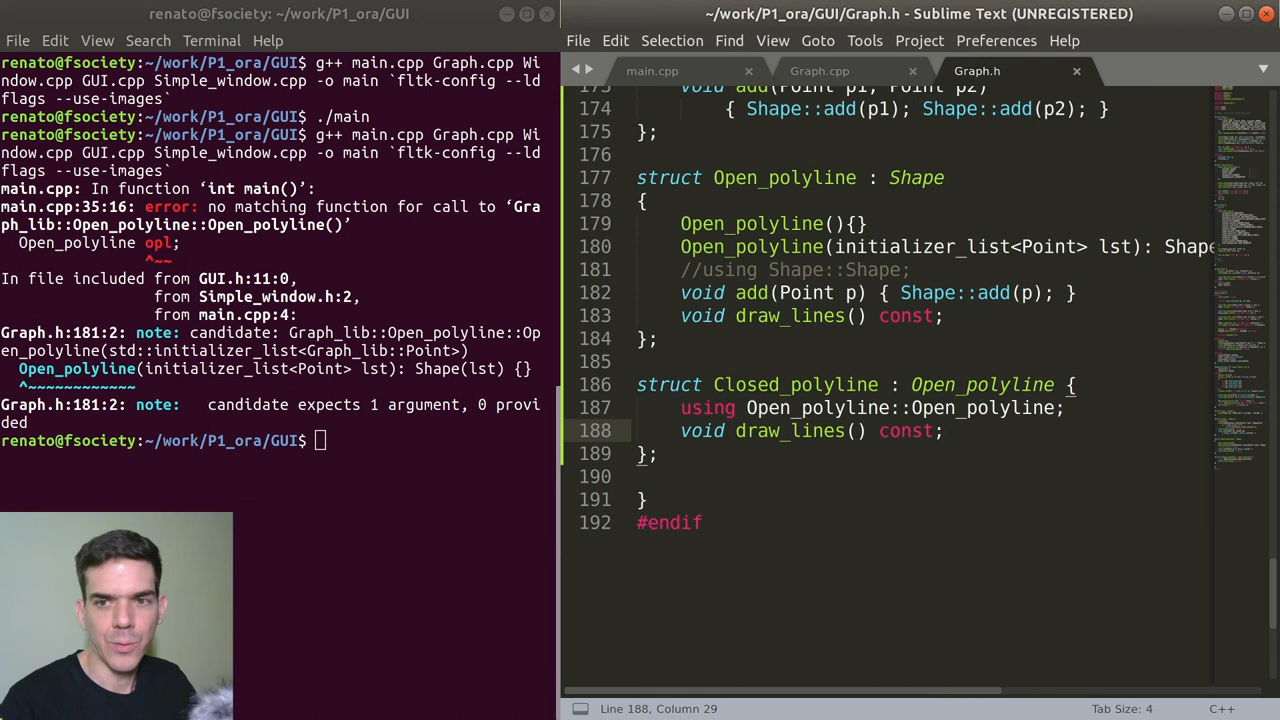 renato@fsociety: ~/work/P1_ora/GUI
File Edit View Search Terminal Help
renato@fsociety:~/work/P1_ora/GUI$ g++ main.cpp Graph.cpp Wi
ndow.cpp GUI.cpp Simple_window.cpp -o main `fltk-config --ld
flags --use-images`
renato@fsociety:~/work/P1_ora/GUI$ ./main
renato@fsociety:~/work/P1_ora/GUI$ g++ main.cpp Graph.cpp Wi
ndow.cpp GUI.cpp Simple_window.cpp -o main `fltk-config --ld
flags --use-images`
main.cpp: In function ‘int main()’:
main.cpp:35:16: error: no matching function for call to ‘Gra
ph_lib::Open_polyline::Open_polyline()’
Open_polyline opl;
^~~
In file included from GUI.h:11:0,
from Simple_window.h:2,
from main.cpp:4:
Graph.h:181:2: note: candidate: Graph_lib::Open_polyline::Op
en_polyline(std::initializer_list<Graph_lib::Point>)
Open_polyline(initializer_list<Point> lst): Shape(lst) {}
^~~~~~~~~~~~~
Graph.h:181:2: note:   candidate expects 1 argument, 0 provi
ded
renato@fsociety:~/work/P1_ora/GUI$
~/work/P1_ora/GUI/Graph.h - Sublime Text (UNREGISTERED)
File Edit Selection Find View Goto Tools Project Preferences Help
main.cpp Graph.cpp Graph.h
173 void add(Point p1, Point p2)
174 { Shape::add(p1); Shape::add(p2); }
175 };
176
177 struct Open_polyline : Shape
178 {
179 Open_polyline(){}
180 Open_polyline(initializer_list<Point> lst): Shape
181 //using Shape::Shape;
182 void add(Point p) { Shape::add(p); }
183 void draw_lines() const;
184 };
185
186 struct Closed_polyline : Open_polyline {
187 using Open_polyline::Open_polyline;
188 void draw_lines() const;
189 };
190
191 }
192 #endif
Line 188, Column 29 Tab Size: 4 C++